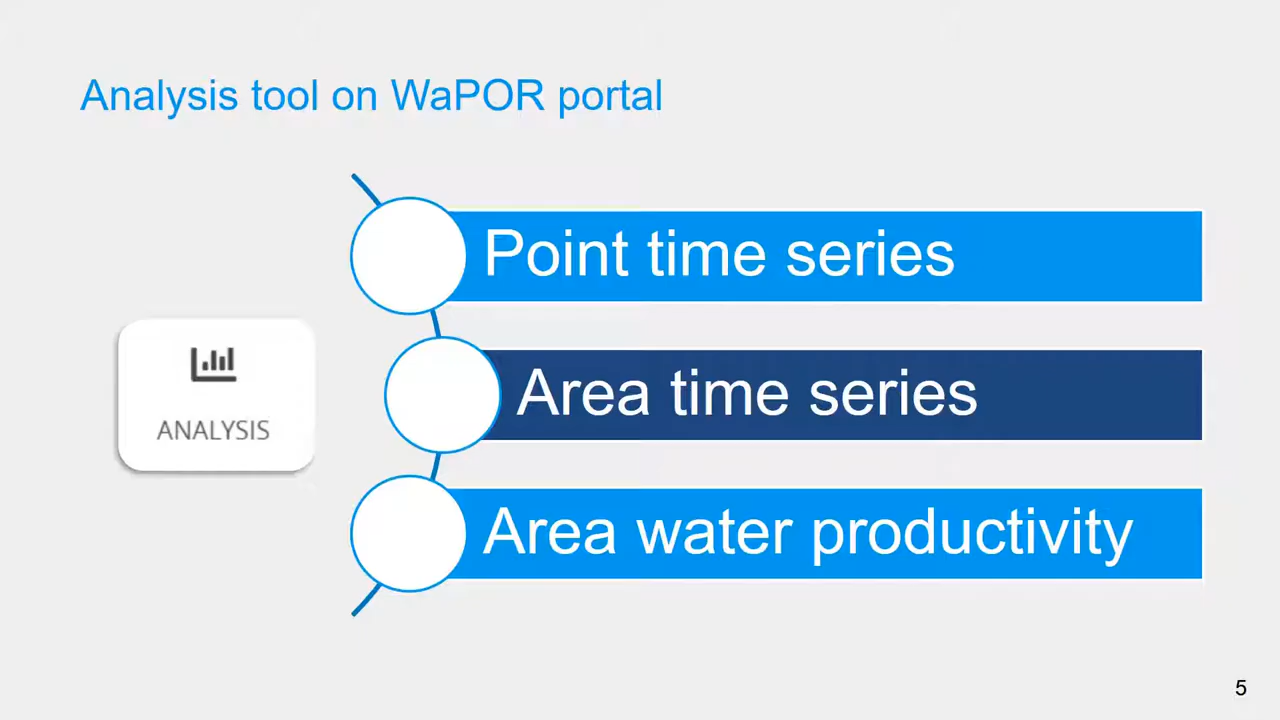 Analysis tool on WaPOR portal
Point time series
Area time series
ANALYSIS
Area water productivity
5